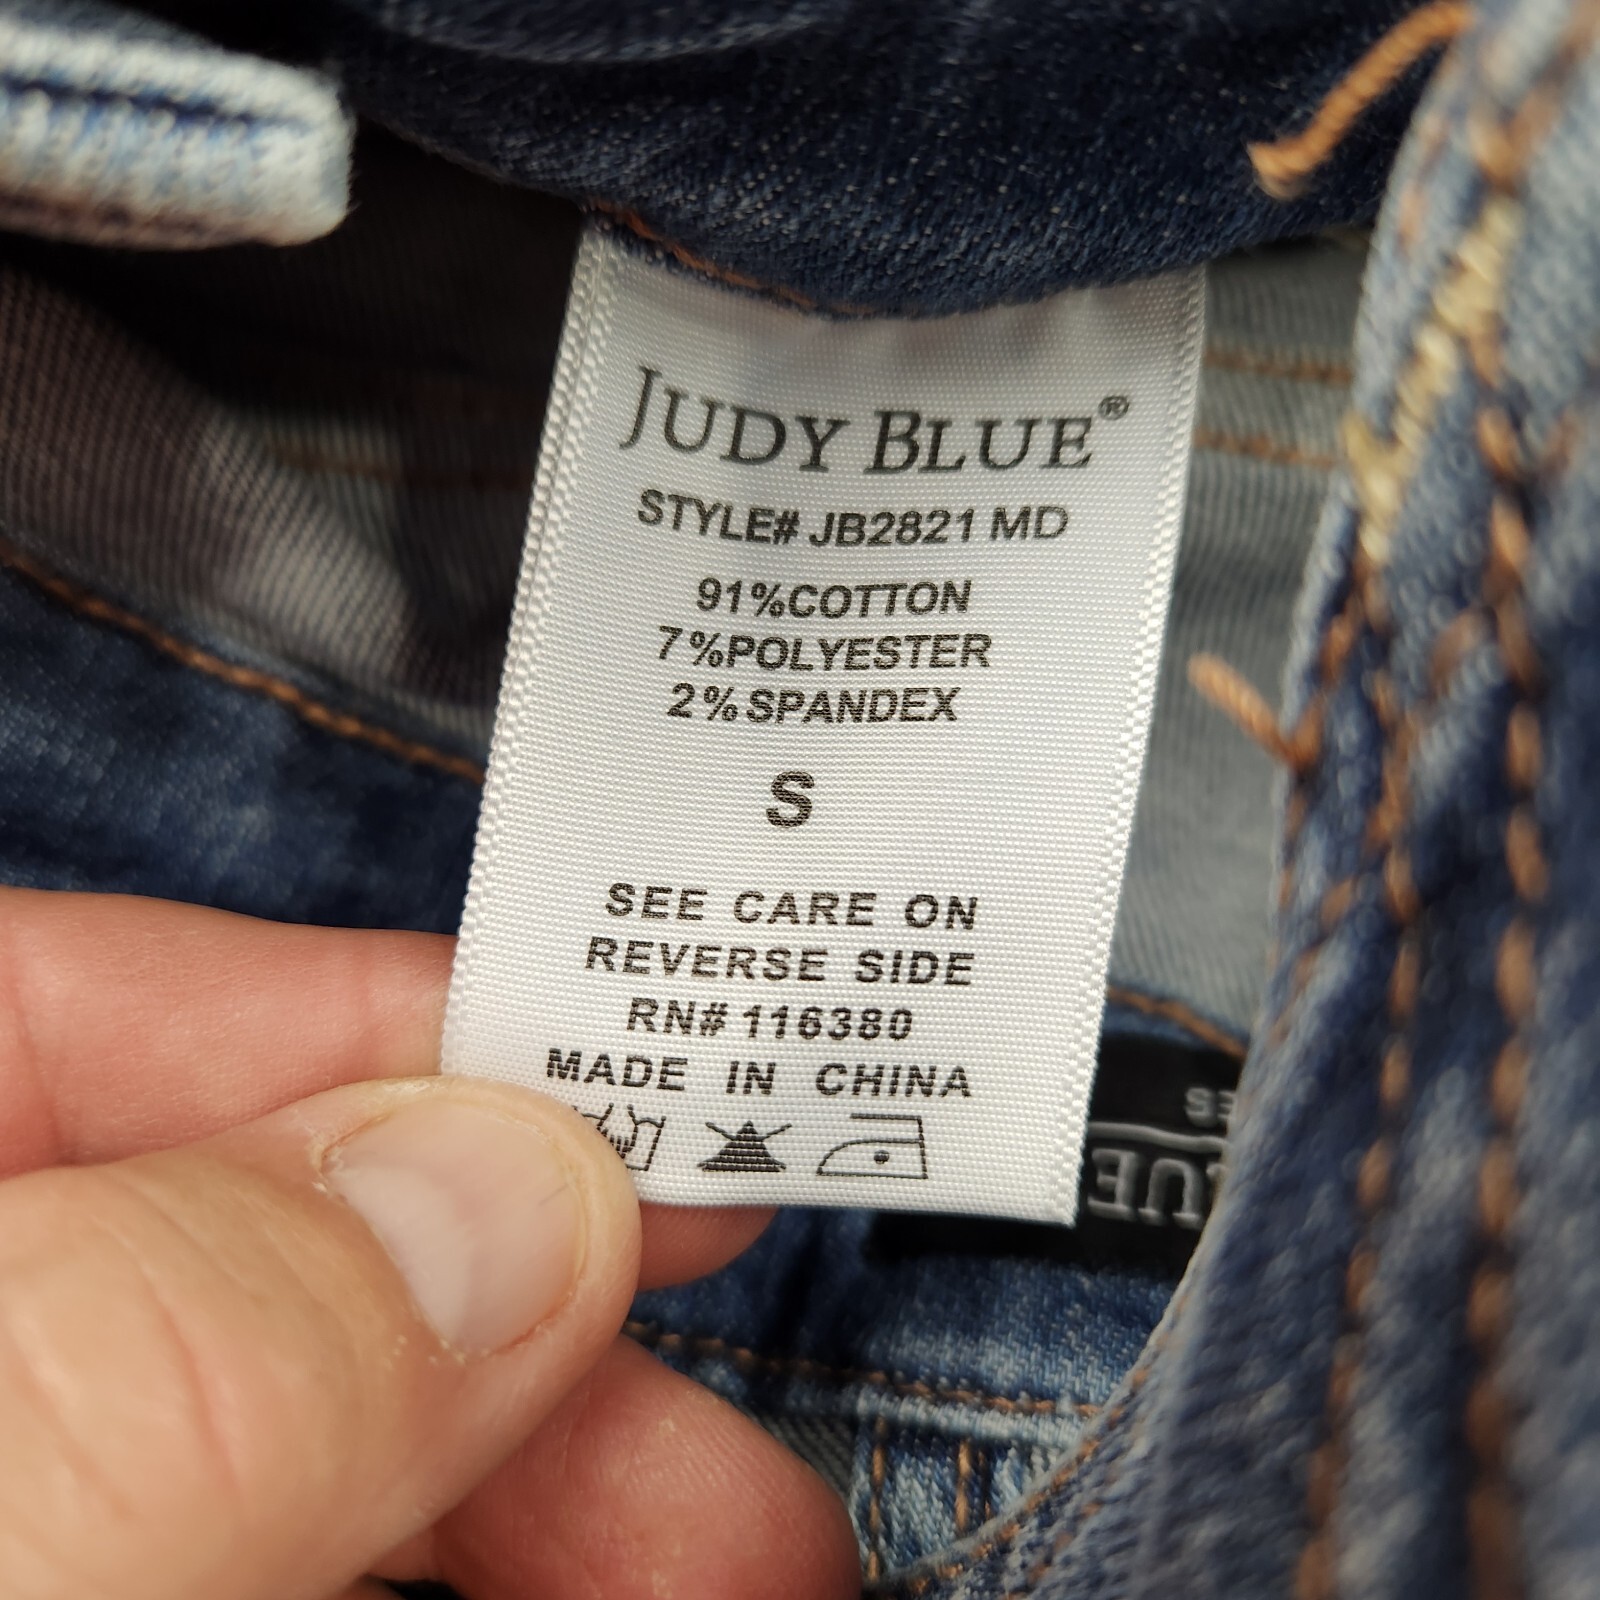 JUDY BLUE®
STYLE# JB2821 MD
91%COTTON
7%POLYESTER
2%SPANDEX
S
SEE CARE ON
REVERSE SIDE
RN# 116380
MADE IN CHINA